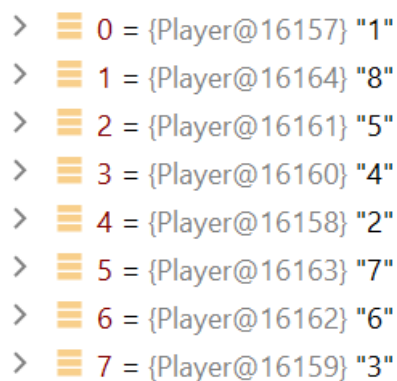 0 = {Player@16157} "1"
1 = {Player@16164} "8"
2 = {Player@16161} "5"
3 = {Player@16160} "4"
4 = {Player@16158} "2"
5 = {Player@16163} "7"
6 = {Player@16162} "6"
7 = {Player@16159} "3"